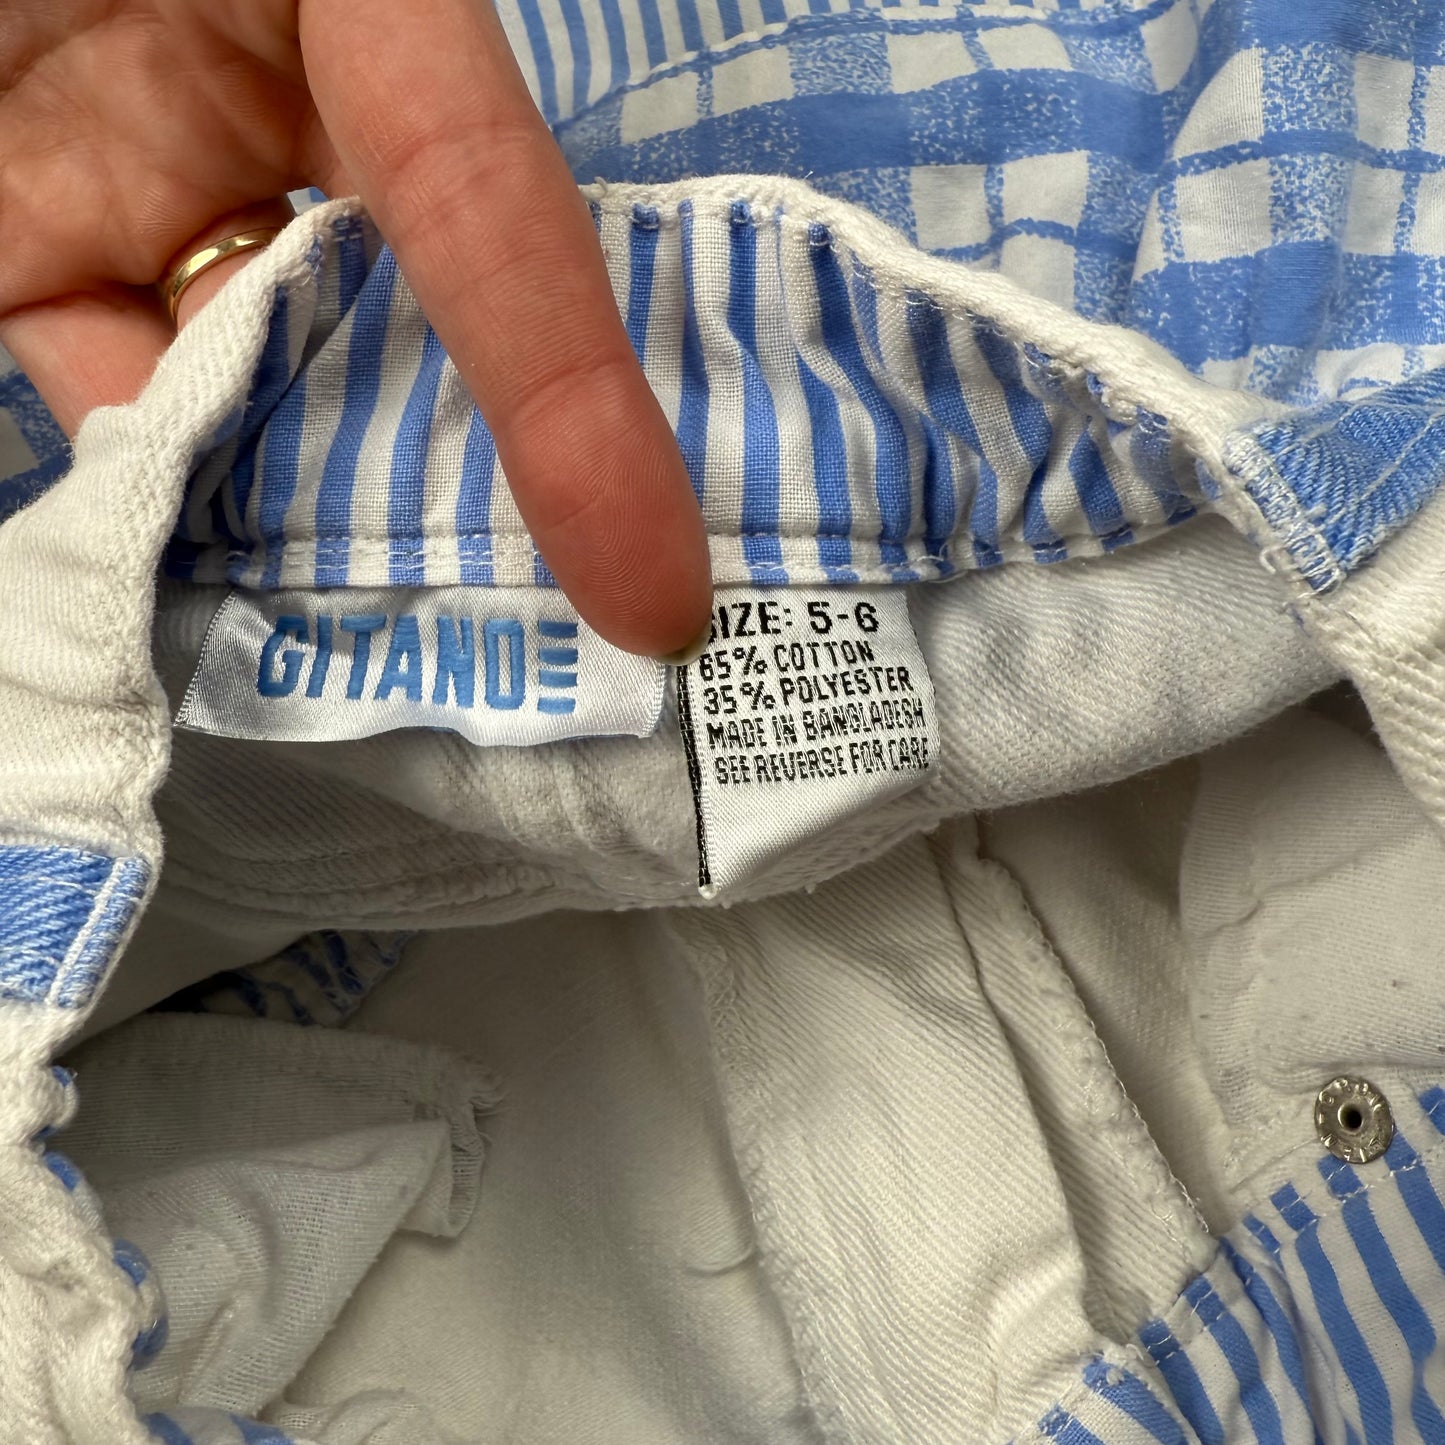 GITANO
SIZE: 5-6
65% COTTON
35% POLYESTER
MADE IN BANGLADESH
SEE REVERSE FOR CARE